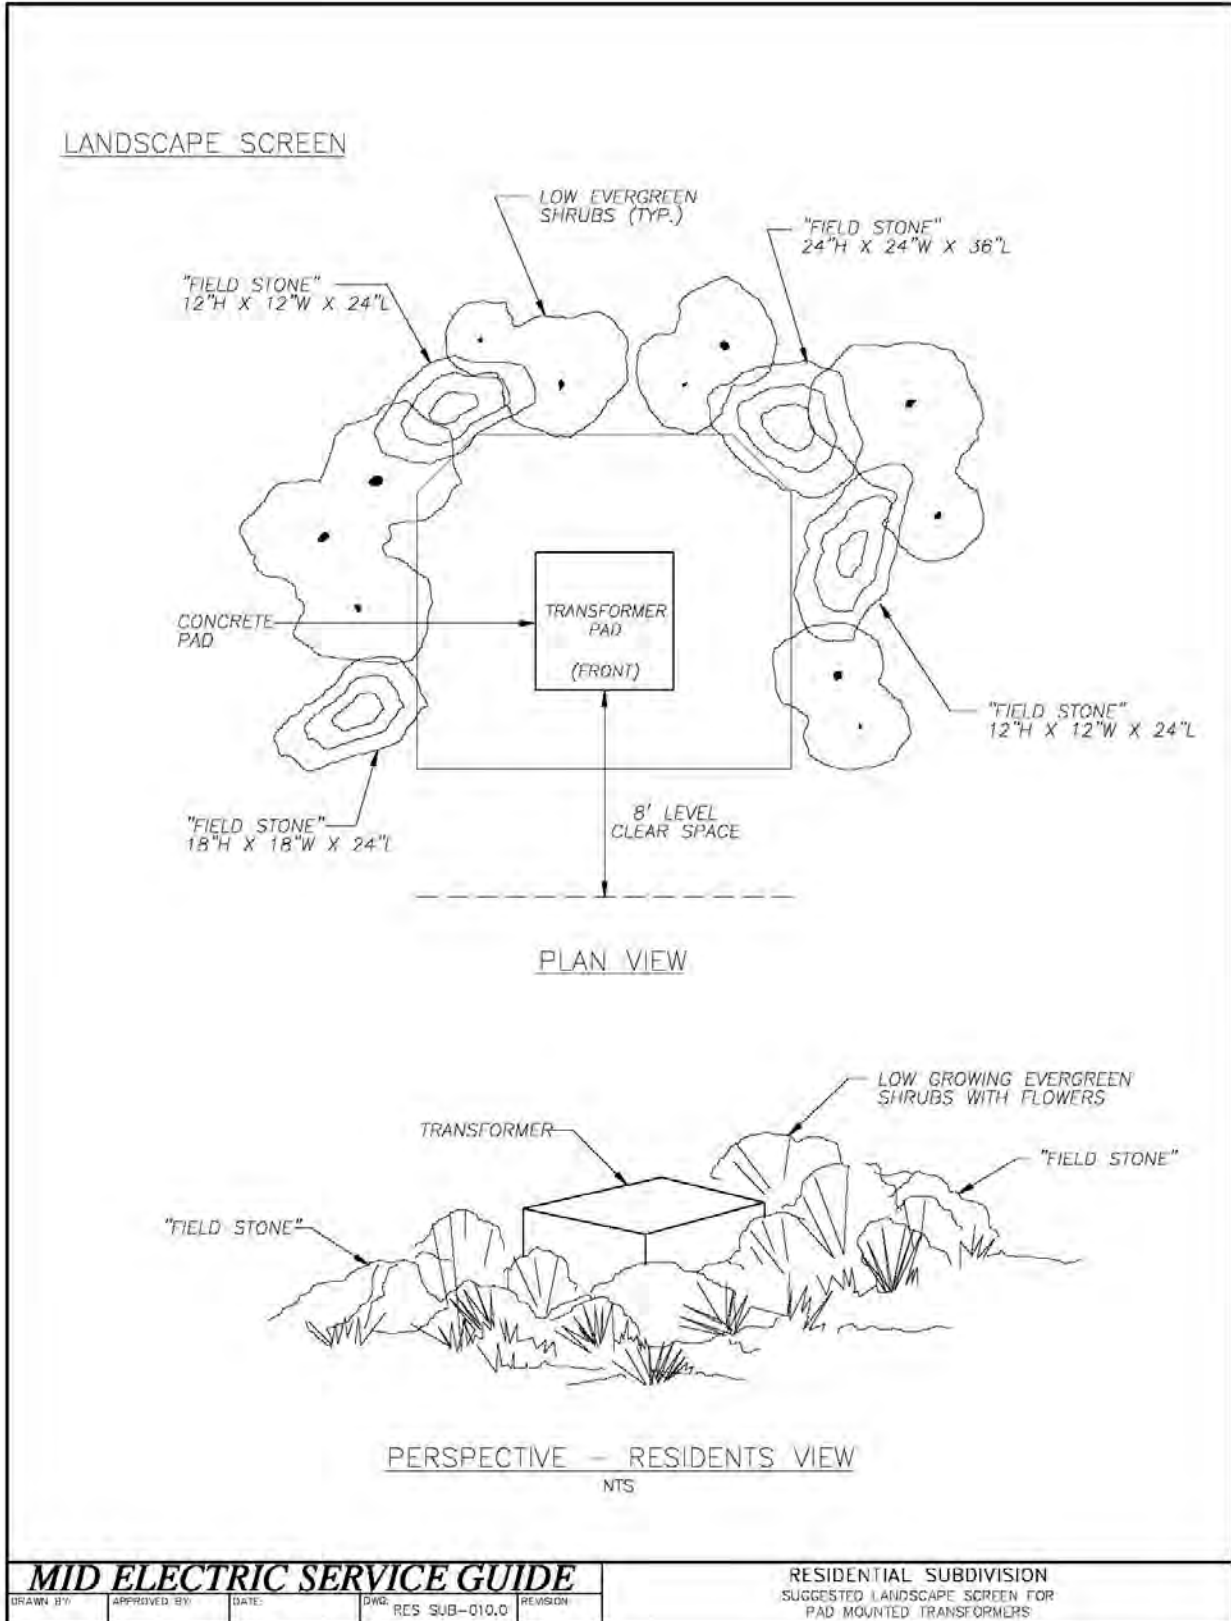 LANDSCAPE SCREEN
LOW EVERGREEN
SHRUBS (TYP.)
"FIELD STONE"
24"H X 24"W X 36"L
"FIELD STONE"
12"H X 12"W X 24"L
CONCRETE
PAD
TRANSFORMER
PAD
(FRONT)
"FIELD STONE"
12"H X 12"W X 24"L
"FIELD STONE"
18"H X 18"W X 24"L
8' LEVEL
CLEAR SPACE
PLAN VIEW
LOW GROWING EVERGREEN
SHRUBS WITH FLOWERS
TRANSFORMER
"FIELD STONE"
"FIELD STONE"
PERSPECTIVE - RESIDENTS VIEW
NTS
MID ELECTRIC SERVICE GUIDE
DRAWN BY:
APPROVED BY:
DATE:
DWG: RES SUB-010.0
REVISION:
RESIDENTIAL SUBDIVISION
SUGGESTED LANDSCAPE SCREEN FOR
PAD MOUNTED TRANSFORMERS